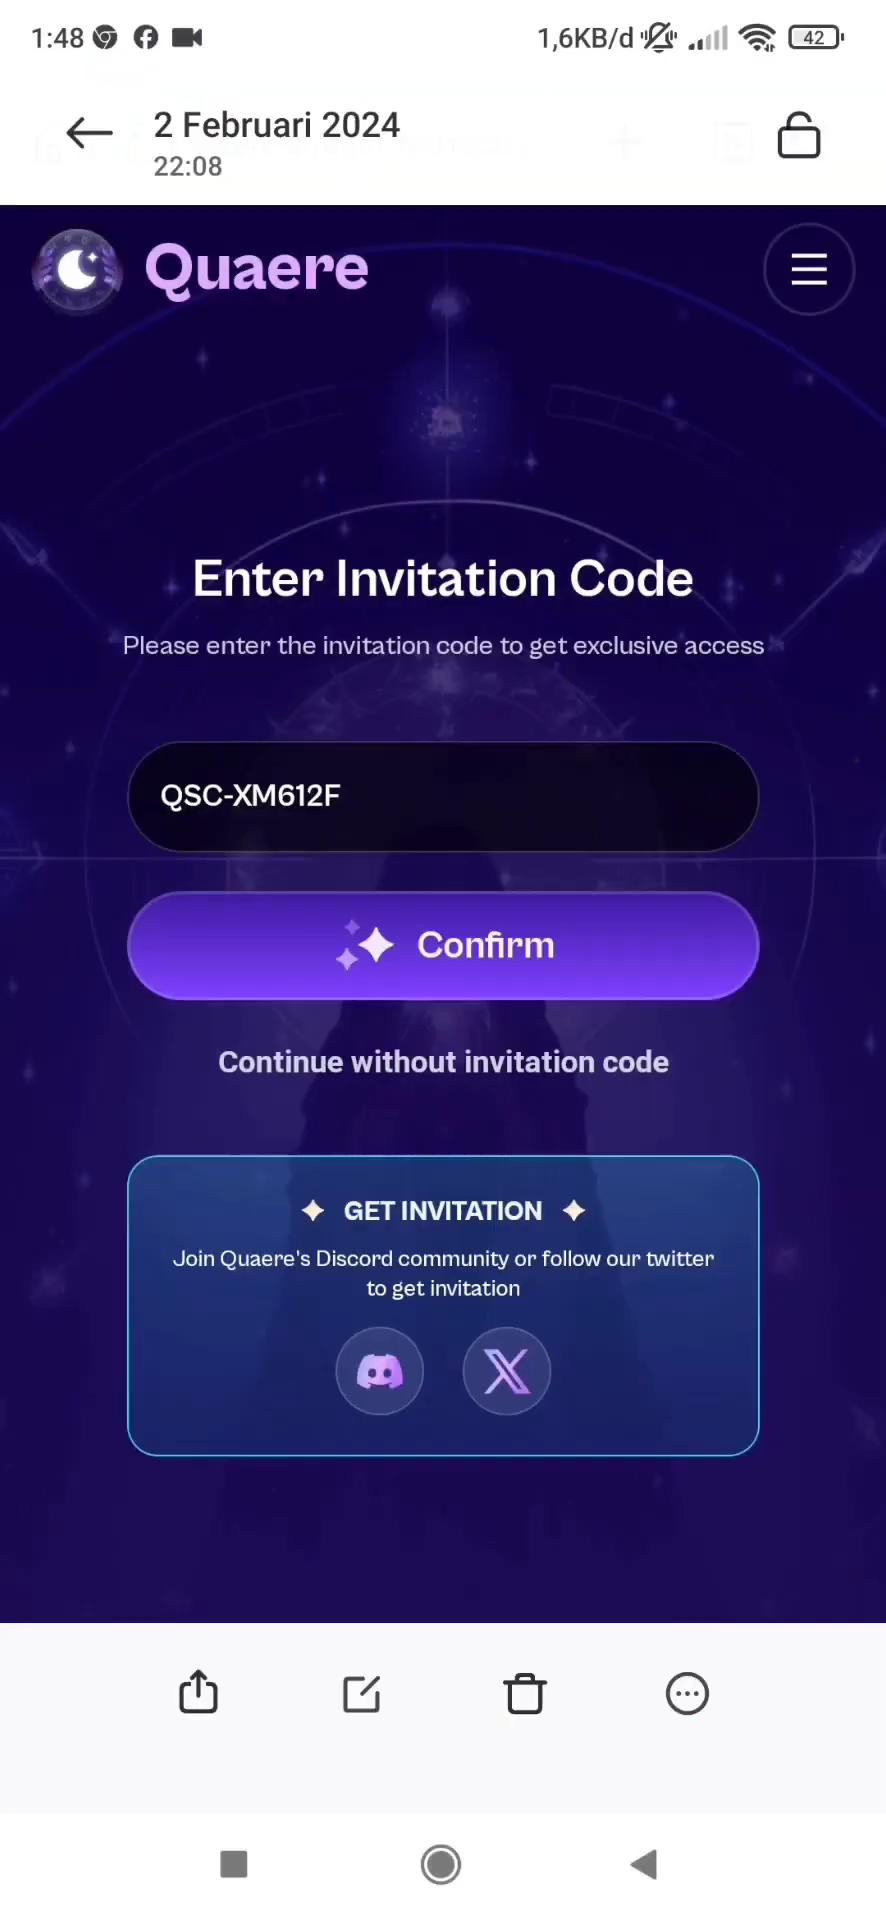 1:48
1,6KB/d
42
2 Februari 2024
22:08
Quaere
Enter Invitation Code
Please enter the invitation code to get exclusive access
QSC-XM612F
Confirm
Continue without invitation code
GET INVITATION
Join Quaere's Discord community or follow our twitter
to get invitation